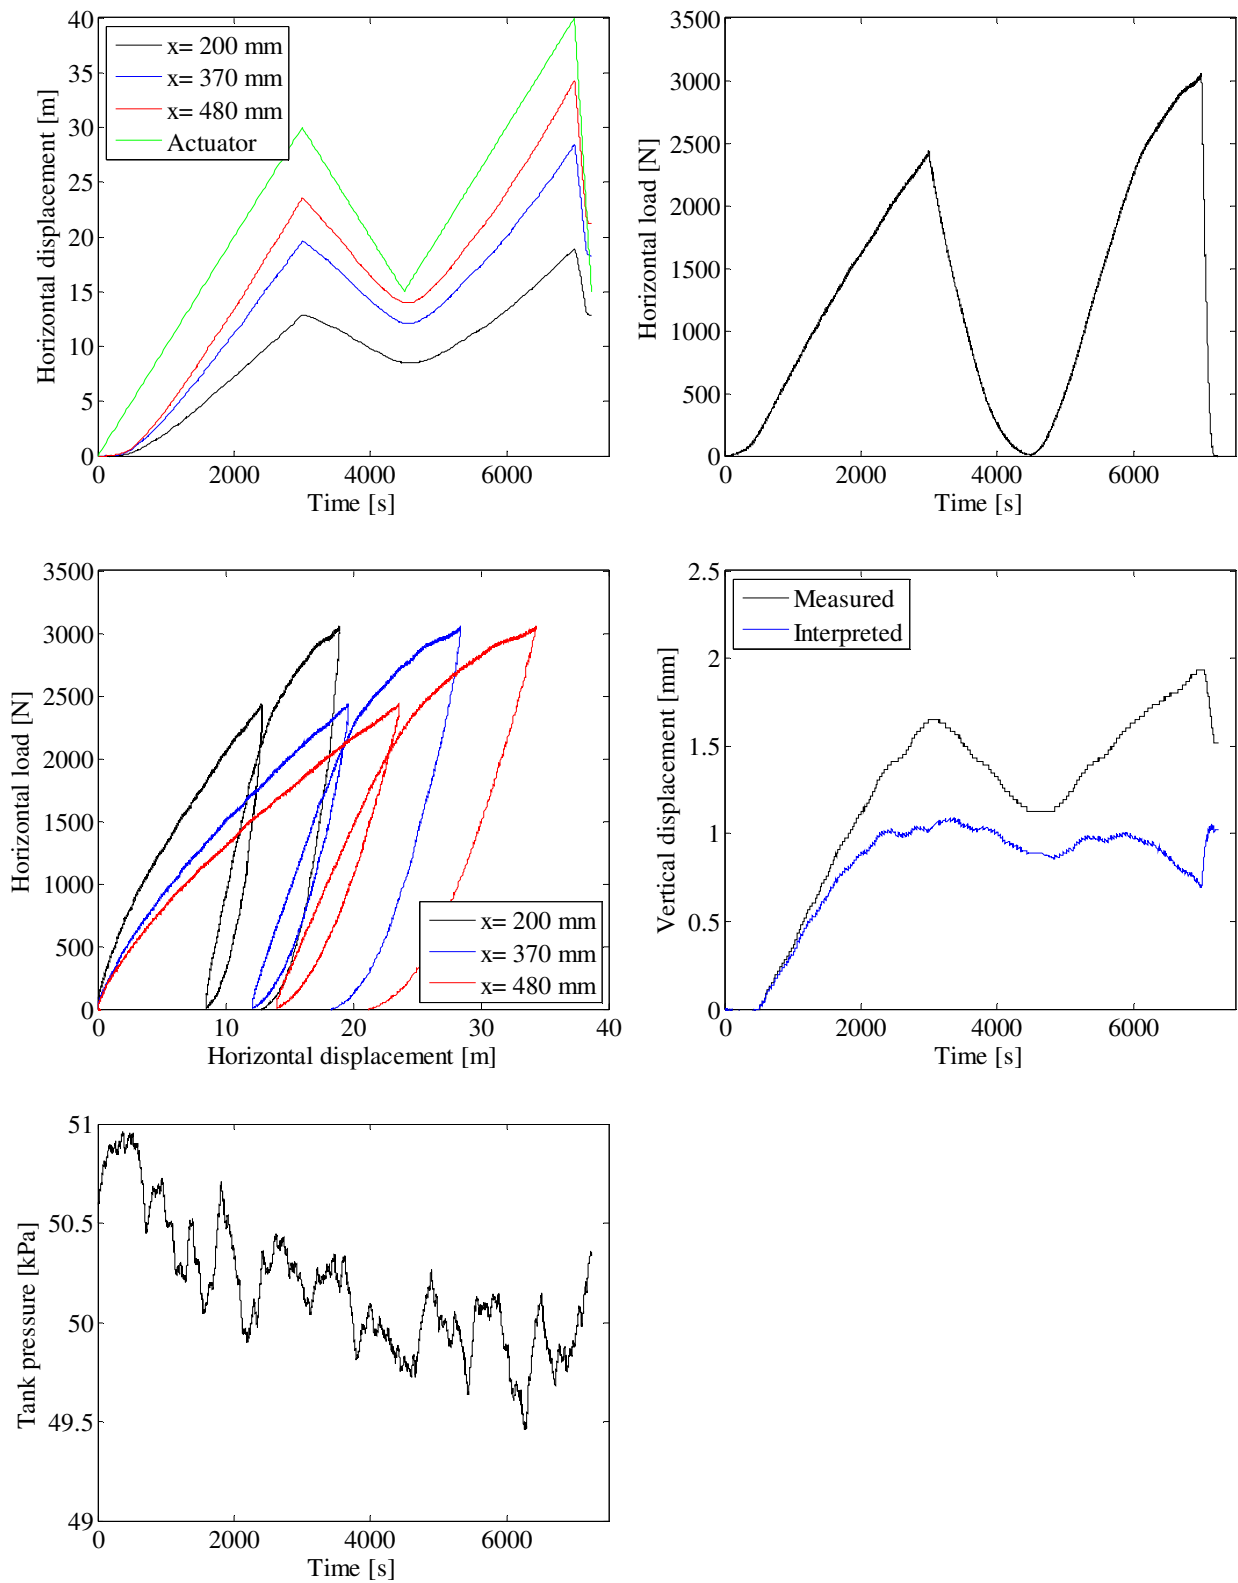 40
35
30
25
20
15
10
5
0
Horizontal displacement [m]
x= 200 mm
x= 370 mm
x= 480 mm
Actuator
0 2000 4000 6000
Time [s]
3500
3000
2500
2000
1500
1000
500
0
Horizontal load [N]
0 2000 4000 6000
Time [s]
3500
3000
2500
2000
1500
1000
500
0
Horizontal load [N]
x= 200 mm
x= 370 mm
x= 480 mm
0 10 20 30 40
Horizontal displacement [m]
2.5
2
1.5
1
0.5
0
Vertical displacement [mm]
Measured
Interpreted
0 2000 4000 6000
Time [s]
51
50.5
50
49.5
49
Tank pressure [kPa]
0 2000 4000 6000
Time [s]